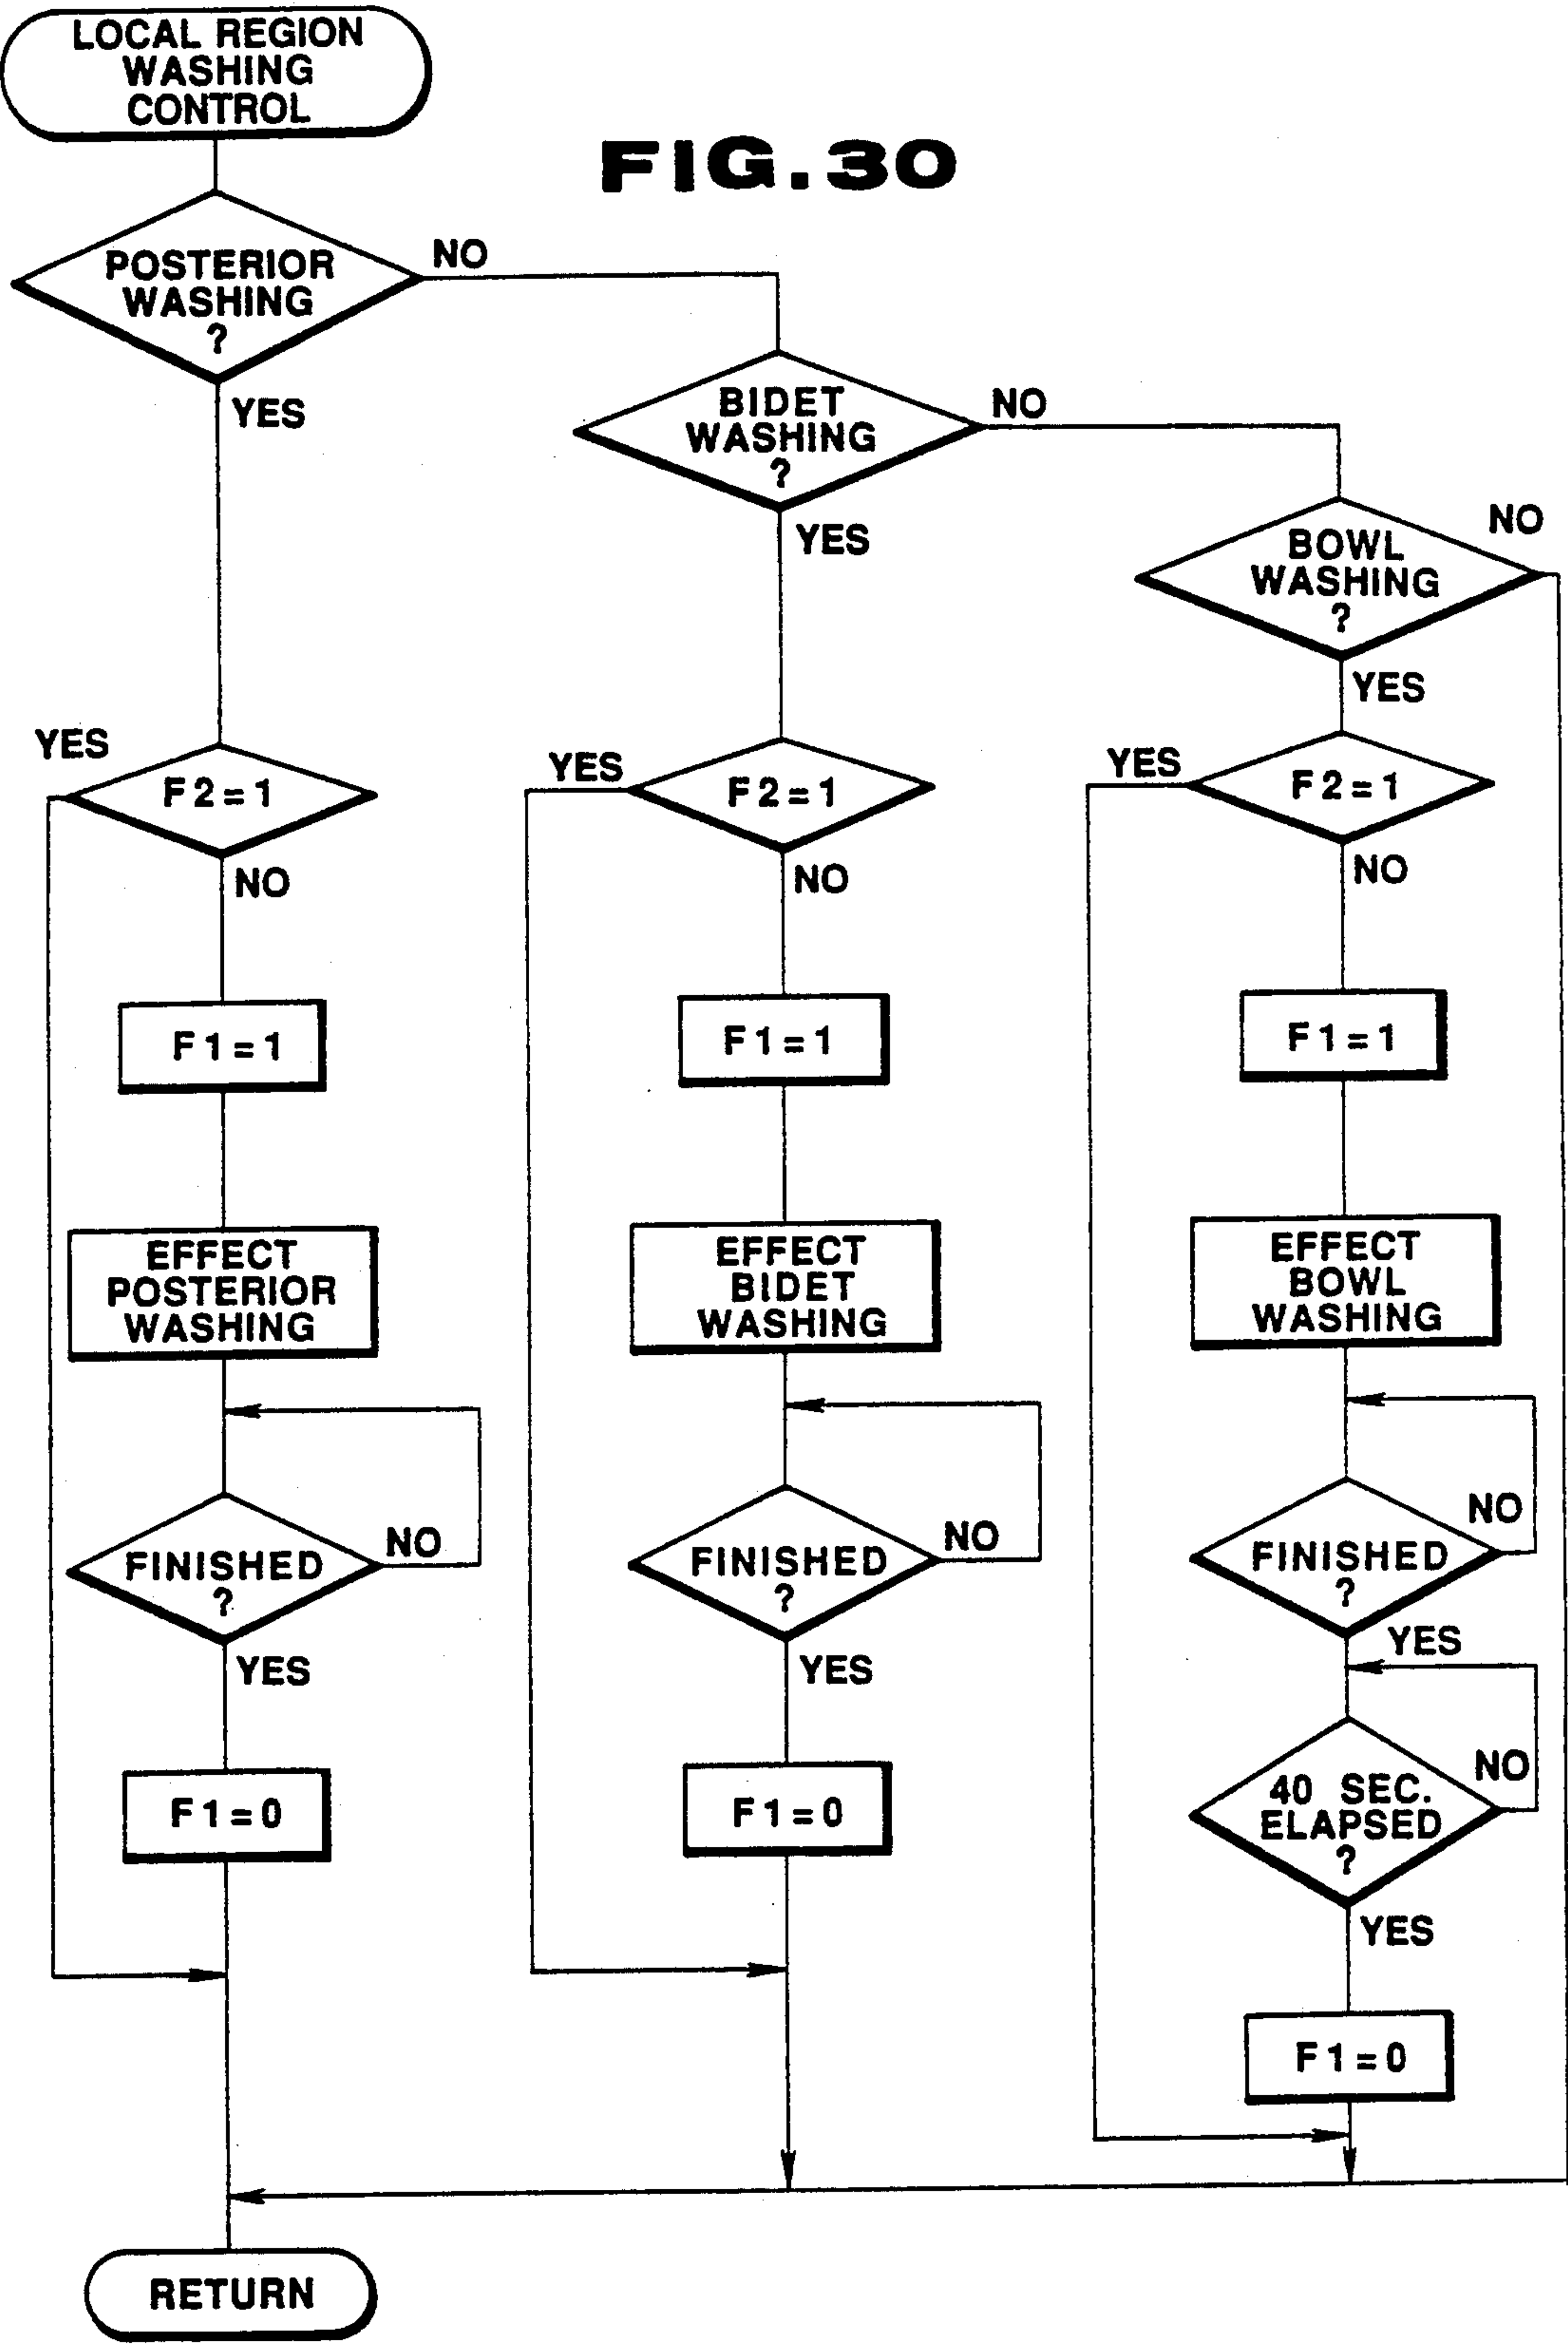 LOCAL REGION
WASHING
CONTROL
FIG.30
POSTERIOR
WASHING
?
NO
YES
BIDET
WASHING
?
NO
YES
BOWL
WASHING
?
NO
YES
YES
F2=1
NO
YES
F2=1
NO
YES
F2=1
NO
F1=1
F1=1
F1=1
EFFECT
POSTERIOR
WASHING
EFFECT
BIDET
WASHING
EFFECT
BOWL
WASHING
FINISHED
?
NO
YES
FINISHED
?
NO
YES
FINISHED
?
NO
YES
F1=0
F1=0
40 SEC.
ELAPSED
?
NO
YES
F1=0
RETURN